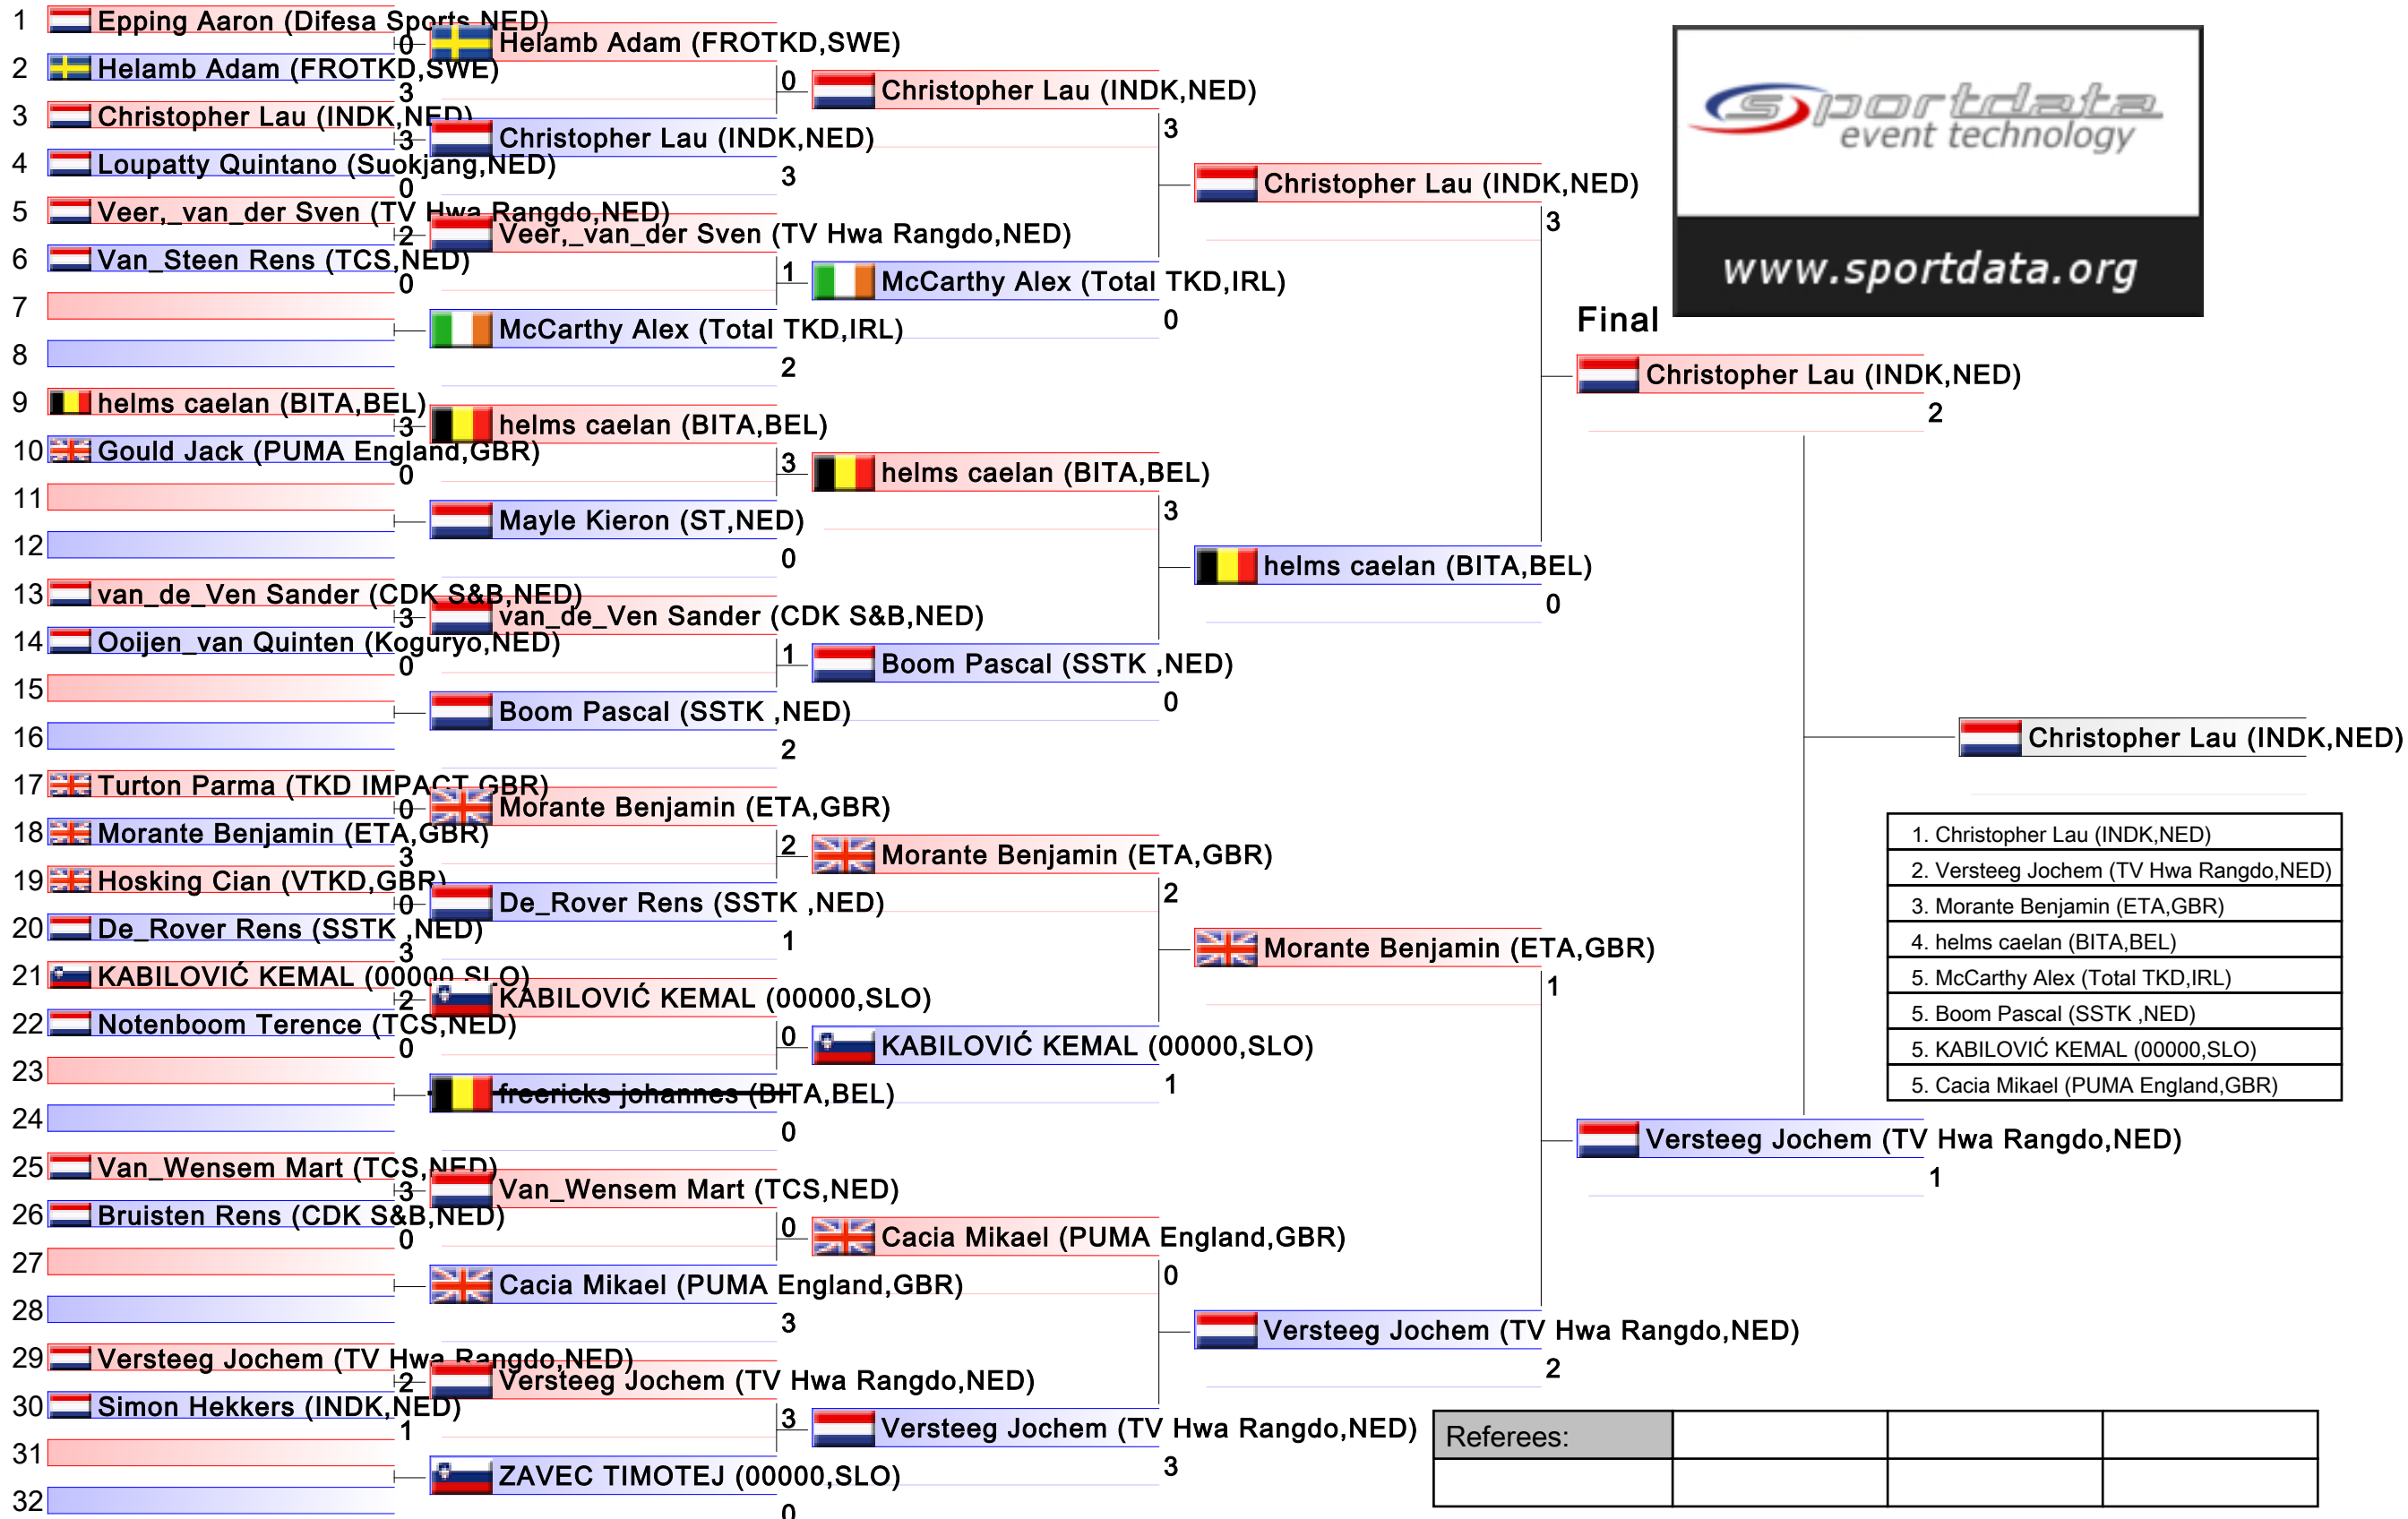 1 Epping Aaron (Difesa Sports,NED)
0
2 Helamb Adam (FROTKD,SWE)
3
3 Christopher Lau (INDK,NED)
3
4 Loupatty Quintano (Suokjang,NED)
0
5 Veer,_van_der Sven (TV Hwa Rangdo,NED)
2
6 Van_Steen Rens (TCS,NED)
0
7
8
9 helms caelan (BITA,BEL)
3
10 Gould Jack (PUMA England,GBR)
0
11
12
13 van_de_Ven Sander (CDK S&B,NED)
3
14 Ooijen_van Quinten (Koguryo,NED)
0
15
16
17 Turton Parma (TKD IMPACT,GBR)
0
18 Morante Benjamin (ETA,GBR)
3
19 Hosking Cian (VTKD,GBR)
0
20 De_Rover Rens (SSTK ,NED)
3
21 KABILOVIĆ KEMAL (00000,SLO)
2
22 Notenboom Terence (TCS,NED)
0
23
24
25 Van_Wensem Mart (TCS,NED)
3
26 Bruisten Rens (CDK S&B,NED)
0
27
28
29 Versteeg Jochem (TV Hwa Rangdo,NED)
2
30 Simon Hekkers (INDK,NED)
1
31
32
Helamb Adam (FROTKD,SWE)
0
Christopher Lau (INDK,NED)
3
Veer,_van_der Sven (TV Hwa Rangdo,NED)
1
McCarthy Alex (Total TKD,IRL)
2
helms caelan (BITA,BEL)
3
Mayle Kieron (ST,NED)
0
van_de_Ven Sander (CDK S&B,NED)
1
Boom Pascal (SSTK ,NED)
2
Morante Benjamin (ETA,GBR)
2
De_Rover Rens (SSTK ,NED)
1
KABILOVIĆ KEMAL (00000,SLO)
0
freericks johannes (BITA,BEL)
0
Van_Wensem Mart (TCS,NED)
0
Cacia Mikael (PUMA England,GBR)
3
Versteeg Jochem (TV Hwa Rangdo,NED)
3
ZAVEC TIMOTEJ (00000,SLO)
0
Christopher Lau (INDK,NED)
3
McCarthy Alex (Total TKD,IRL)
0
helms caelan (BITA,BEL)
3
Boom Pascal (SSTK ,NED)
0
Morante Benjamin (ETA,GBR)
2
KABILOVIĆ KEMAL (00000,SLO)
1
Cacia Mikael (PUMA England,GBR)
0
Versteeg Jochem (TV Hwa Rangdo,NED)
3
Christopher Lau (INDK,NED)
3
helms caelan (BITA,BEL)
0
Morante Benjamin (ETA,GBR)
1
Versteeg Jochem (TV Hwa Rangdo,NED)
2
sportdata
event technology
www.sportdata.org
Final
Christopher Lau (INDK,NED)
2
Versteeg Jochem (TV Hwa Rangdo,NED)
1
Christopher Lau (INDK,NED)
1. Christopher Lau (INDK,NED)
2. Versteeg Jochem (TV Hwa Rangdo,NED)
3. Morante Benjamin (ETA,GBR)
4. helms caelan (BITA,BEL)
5. McCarthy Alex (Total TKD,IRL)
5. Boom Pascal (SSTK ,NED)
5. KABILOVIĆ KEMAL (00000,SLO)
5. Cacia Mikael (PUMA England,GBR)
Referees: